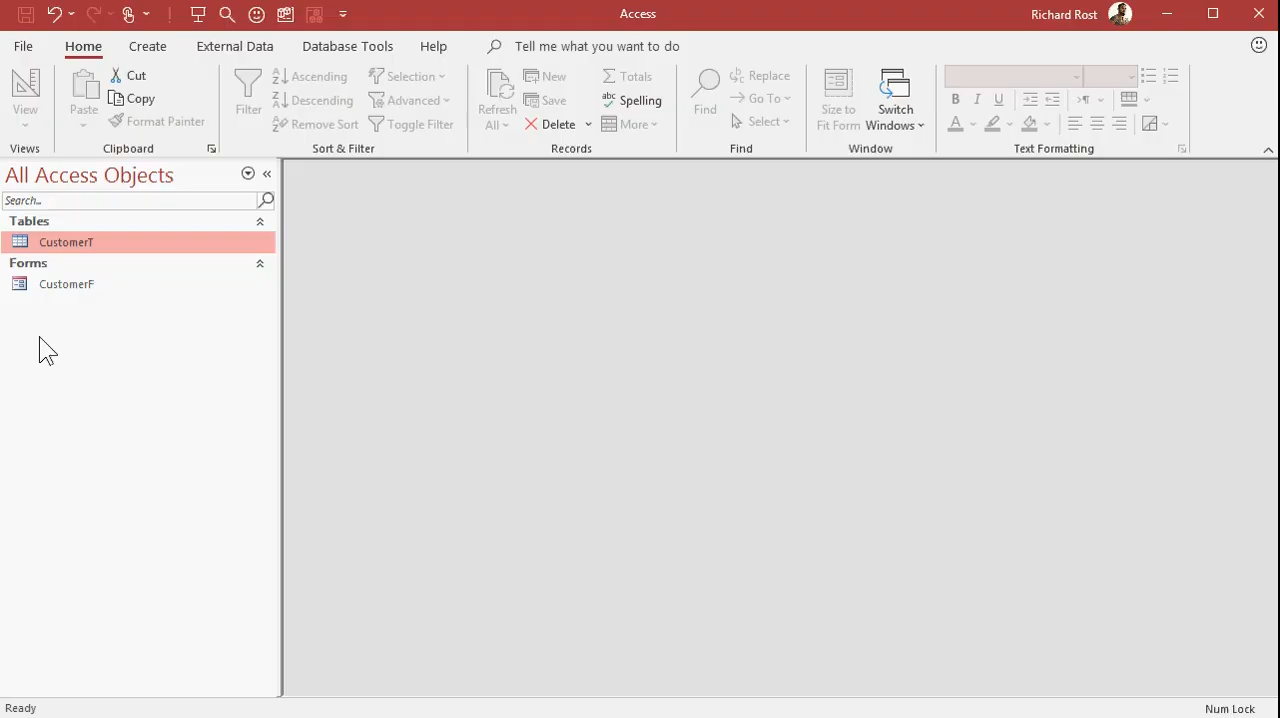 Access
Richard Rost
File Home Create External Data Database Tools Help Tell me what you want to do
View
Views
Paste
Cut
Copy
Format Painter
Clipboard
Filter
Ascending
Descending
Remove Sort
Selection
Advanced
Toggle Filter
Sort & Filter
Refresh
All
New
Save
Delete
Totals
Spelling
More
Records
Find
Replace
Go To
Select
Find
Size to
Fit Form
Switch
Windows
Window
B I U
A
Text Formatting
All Access Objects
Search...
Tables
CustomerT
Forms
CustomerF
Ready
Num Lock